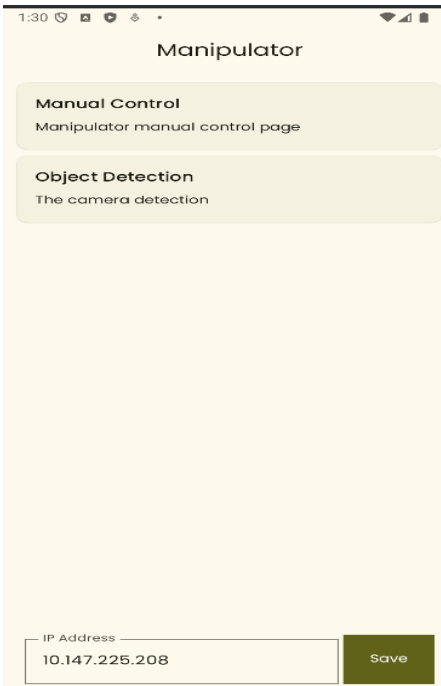 1:30
Manipulator
Manual Control
Manipulator manual control page
Object Detection
The camera detection
IP Address
10.147.225.208
Save